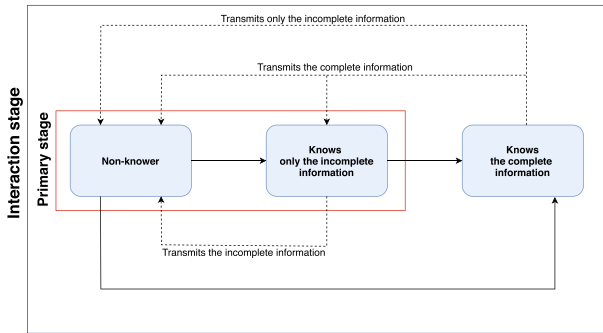 Transmits only the incomplete information
Transmits the complete information
Interaction stage
Primary stage
Non-knower
Knows
only the incomplete
information
Knows
the complete
information
Transmits the incomplete information